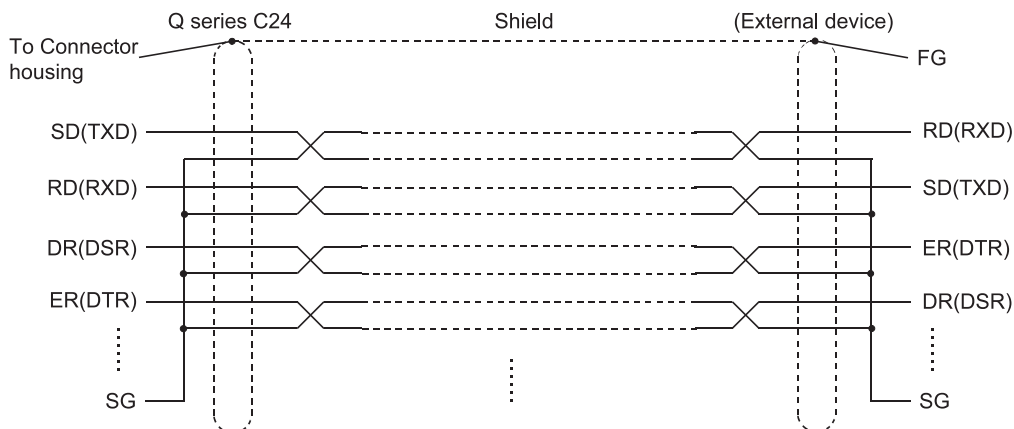 Q series C24
Shield
(External device)
To Connector
housing
FG
SD(TXD)
RD(RXD)
RD(RXD)
SD(TXD)
DR(DSR)
ER(DTR)
ER(DTR)
DR(DSR)
SG
SG